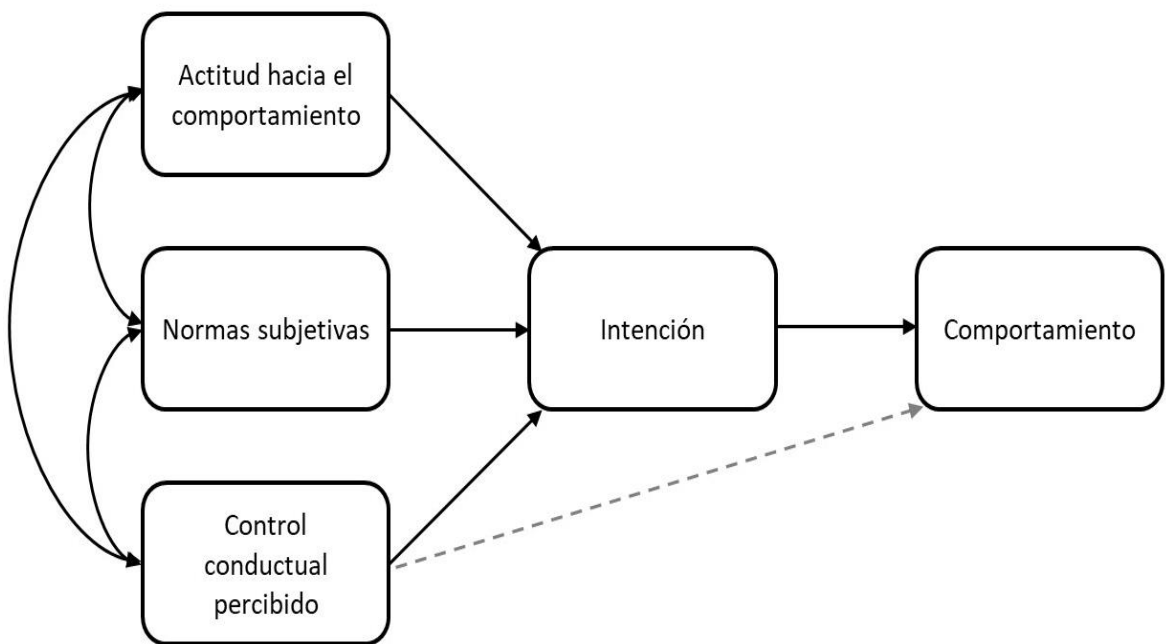 Actitud hacia el
comportamiento
Normas subjetivas
Intención
Comportamiento
Control
conductual
percibido